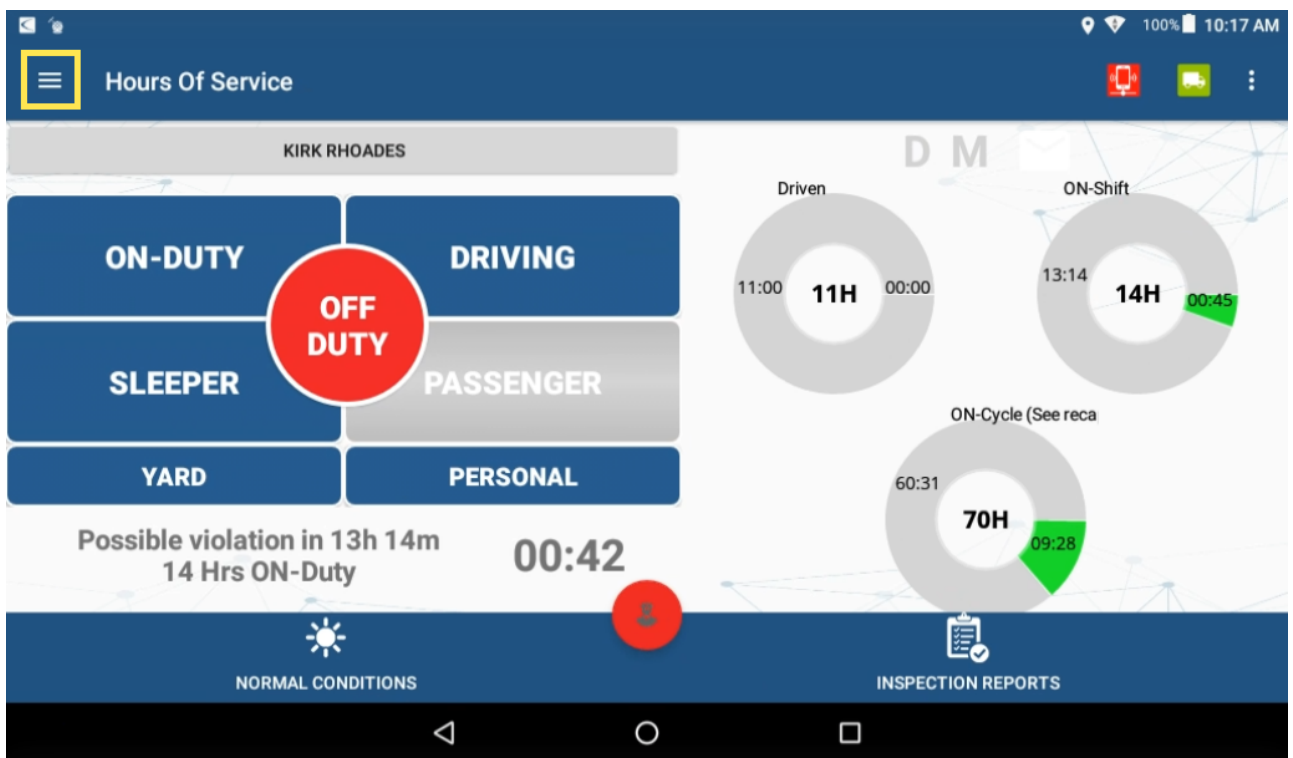 100% 10:17 AM
Hours Of Service
KIRK RHOADES
D M
ON-DUTY
DRIVING
OFF
DUTY
SLEEPER
PASSENGER
YARD
PERSONAL
Possible violation in 13h 14m
14 Hrs ON-Duty
00:42
Driven
11:00
11H
00:00
ON-Shift
13:14
14H
00:45
ON-Cycle (See reca
60:31
70H
09:28
NORMAL CONDITIONS
INSPECTION REPORTS